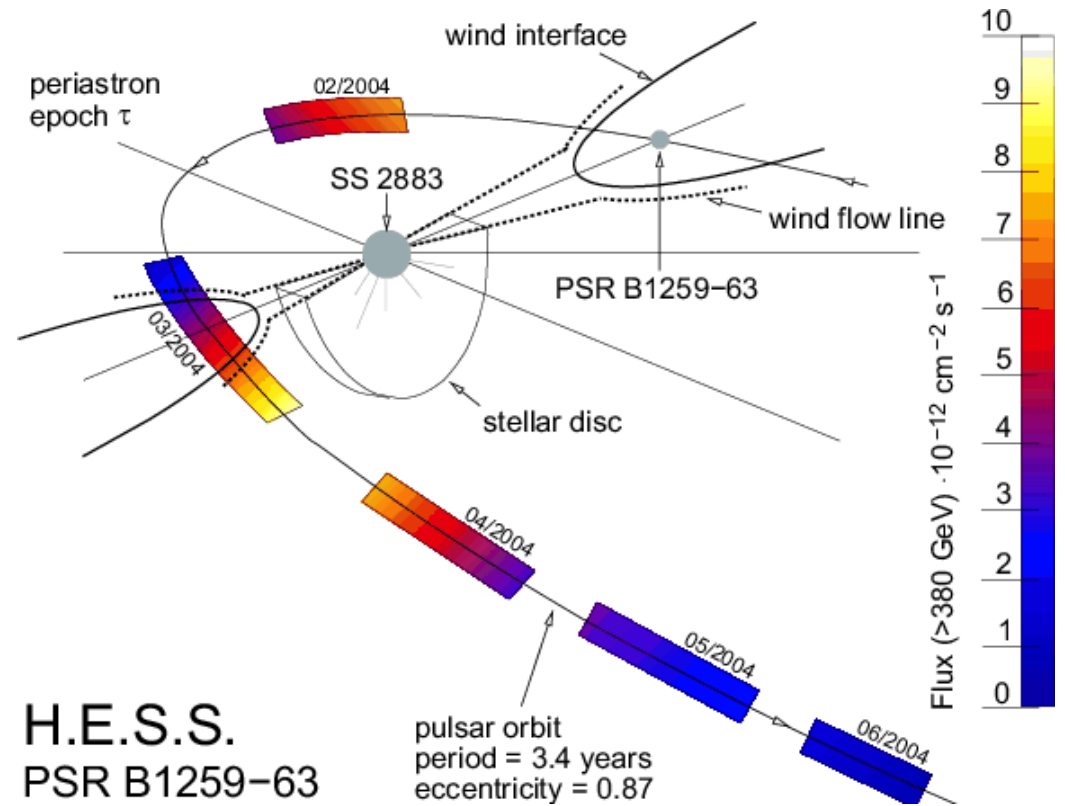 wind interface
periastron
epoch τ
02/2004
SS 2883
wind flow line
PSR B1259−63
03/2004
stellar disc
04/2004
05/2004
06/2004
pulsar orbit
period = 3.4 years
eccentricity = 0.87
H.E.S.S.
PSR B1259−63
10
9
8
7
6
5
4
3
2
1
0
Flux (>380 GeV) ·10⁻¹² cm⁻² s⁻¹